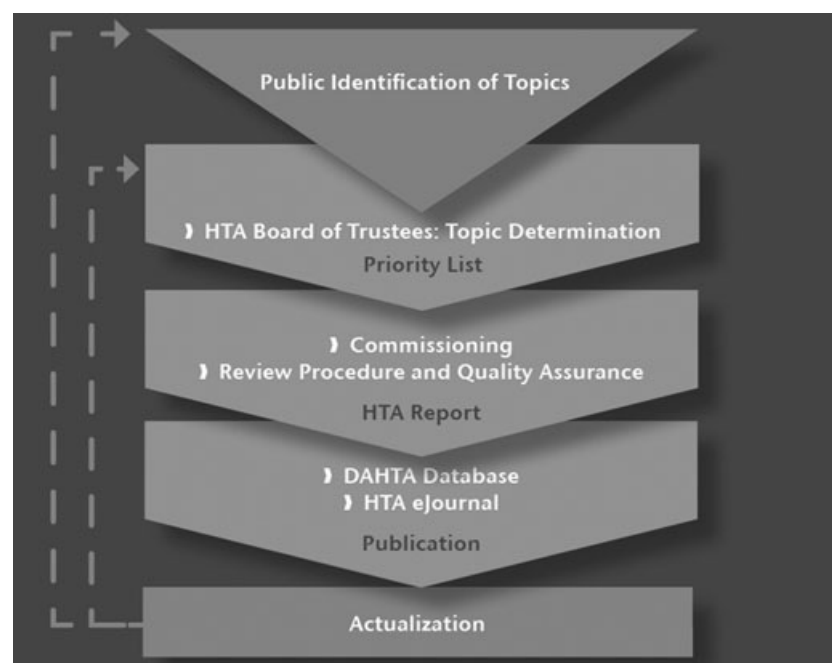 Public Identification of Topics
❫ HTA Board of Trustees: Topic Determination
Priority List
❫ Commissioning
❫ Review Procedure and Quality Assurance
HTA Report
❫ DAHTA Database
❫ HTA eJournal
Publication
Actualization